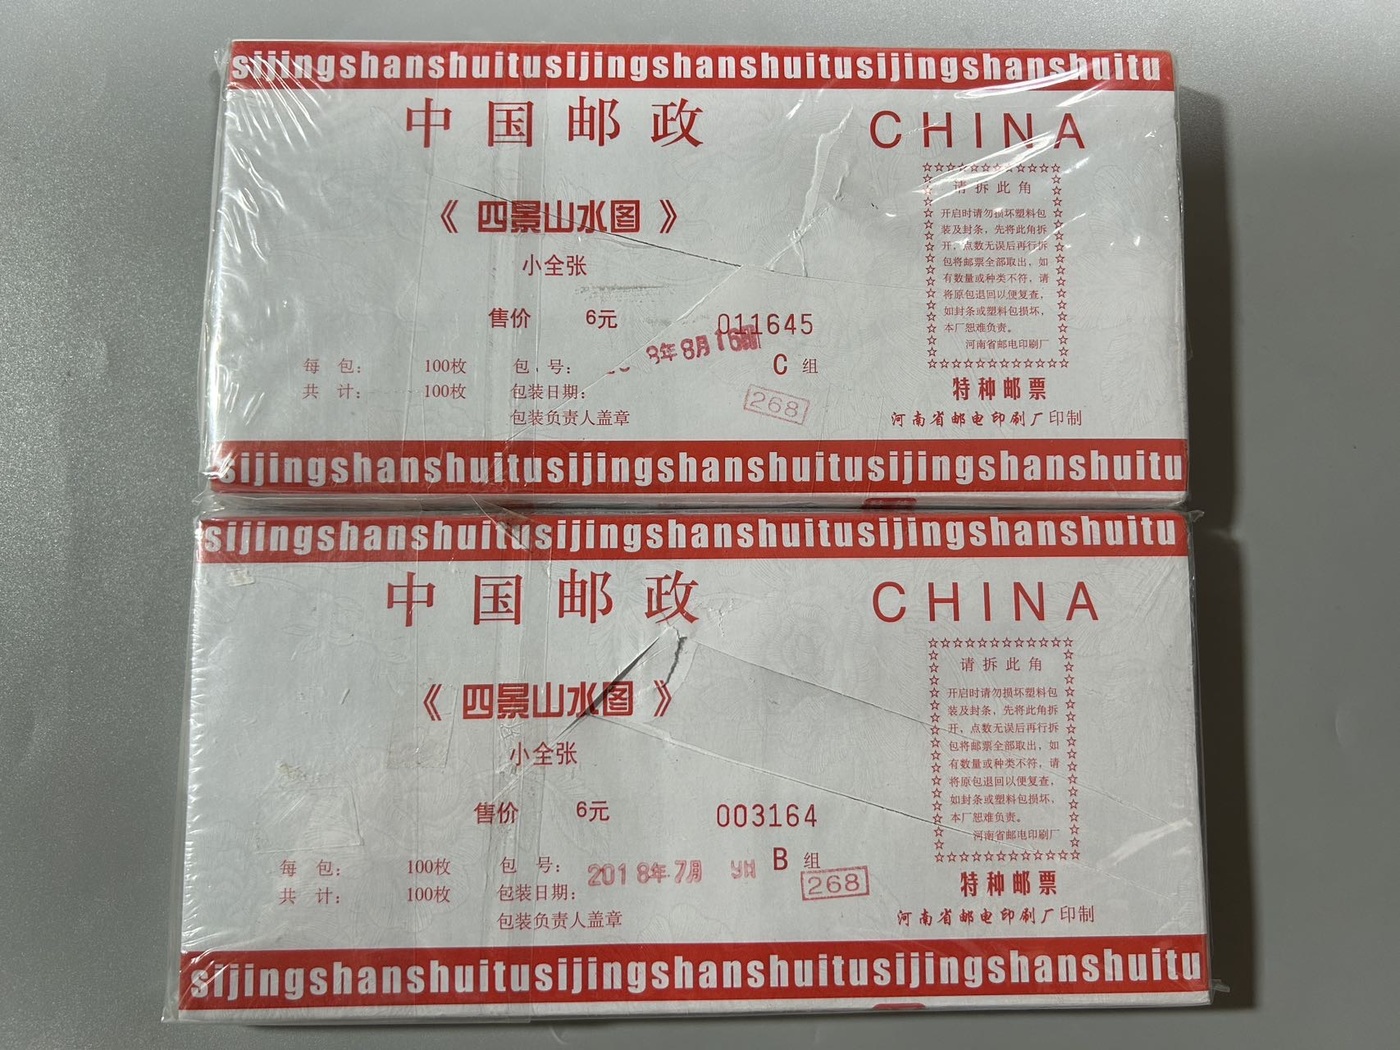 sijingshanshuitusijingshanshuitusijingshanshuitu
中国邮政
CHINA
《四景山水图》
小全张
售价 6元
011645
8年8月16
每 包： 100枚 包 号： C 组
共 计： 100枚 包装日期：
268
包装负责人盖章
请拆此角
开启时请勿损坏塑料包
装及封条，先将此角拆
开，点数无误后再行拆
包将邮票全部取出，如
有数量或种类不符，请
将原包退回以便复查，
如封条或塑料包损坏，
本厂恕难负责。
河南省邮电印刷厂
特种邮票
河南省邮电印刷厂印制
sijingshanshuitusijingshanshuitusijingshanshuitu
sijingshanshuitusijingshanshuitusijingshanshuitu
中国邮政
CHINA
《四景山水图》
小全张
售价 6元
003164
每 包： 100枚 包 号： B 组
共 计： 100枚 包装日期： 2018年7月
268
包装负责人盖章
请拆此角
开启时请勿损坏塑料包
装及封条，先将此角拆
开，点数无误后再行拆
包将邮票全部取出，如
有数量或种类不符，请
将原包退回以便复查，
如封条或塑料包损坏，
本厂恕难负责。
河南省邮电印刷厂
特种邮票
河南省邮电印刷厂印制
sijingshanshuitusijingshanshuitusijingshanshuitu